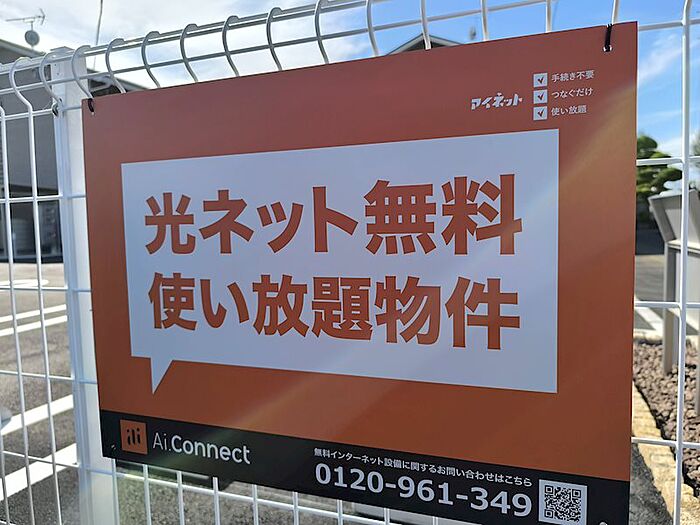 アイネット
手続き不要
つなぐだけ
使い放題
光ネット無料
使い放題物件
ai
Ai.Connect
無料インターネット設備に関するお問い合わせはこちら
0120-961-349